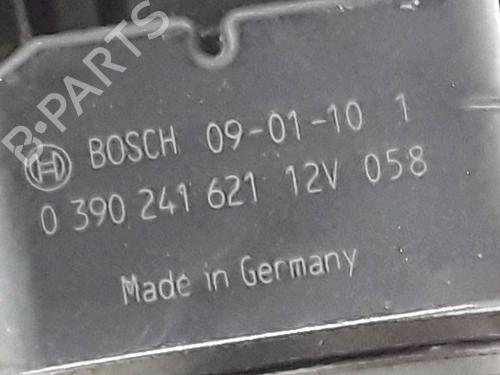 B-PARTS
BOSCH 09-01-10 1
0 390 241 621 12V 058
Made in Germany